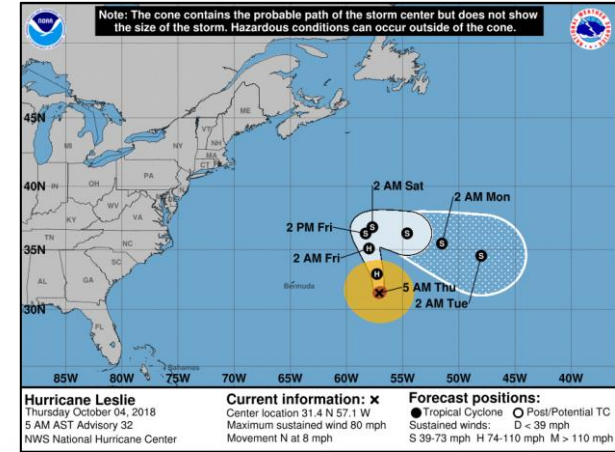 Note: The cone contains the probable path of the storm center but does not show
the size of the storm. Hazardous conditions can occur outside of the cone.
NOAA
45N
40N
35N
30N
ME
VT
NH
NY
MA
CT
MI
PA
OH
IN
WV
VA
KY
NC
TN
SC
AL
GA
FL
Bermuda
Bahamas
2 AM Sat
2 AM Mon
2 PM Fri
2 AM Fri
5 AM Thu
2 AM Tue
S
S
S
S
S
H
H
85W 80W 75W 70W 65W 60W 55W 50W 45W 40W
Hurricane Leslie
Thursday October 04, 2018
5 AM AST Advisory 32
NWS National Hurricane Center
Current information: x
Center location 31.4 N 57.1 W
Maximum sustained wind 80 mph
Movement N at 8 mph
Forecast positions:
Tropical Cyclone Post/Potential TC
Sustained winds: D < 39 mph
S 39-73 mph H 74-110 mph M > 110 mph